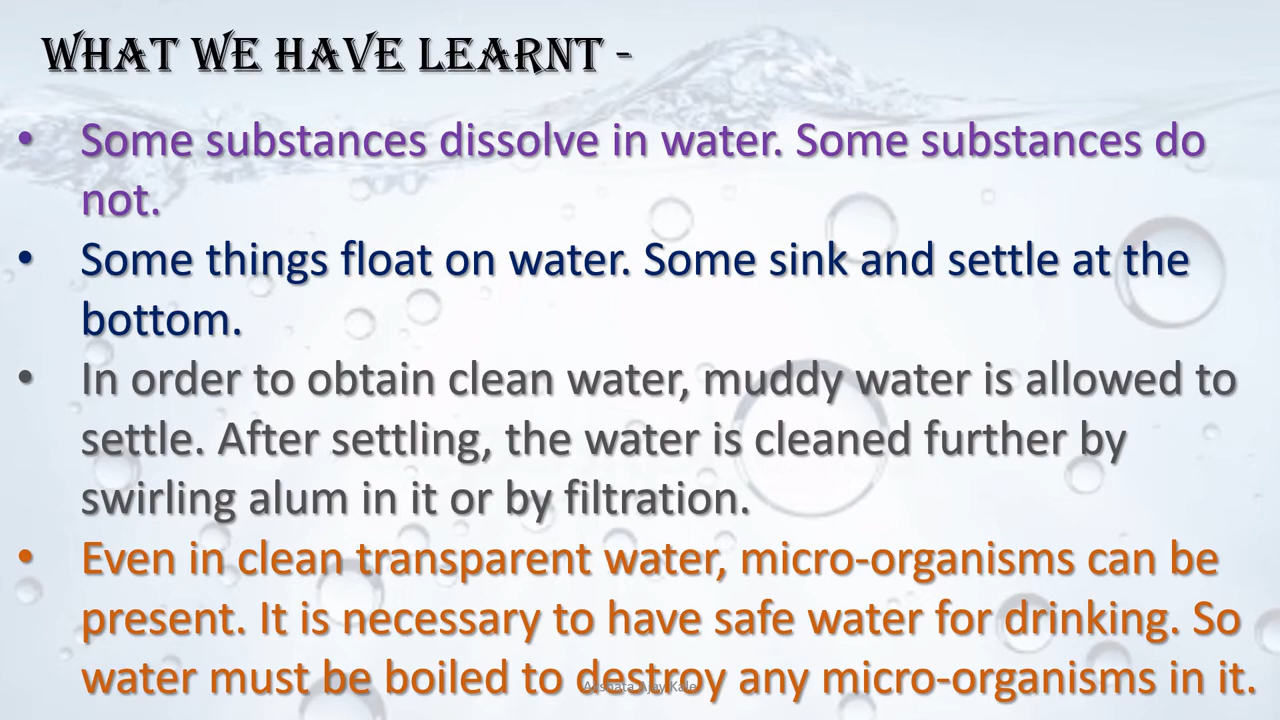 WHAT WE HAVE LEARNT -
• Some substances dissolve in water. Some substances do
not.
• Some things float on water. Some sink and settle at the
bottom.
• In order to obtain clean water, muddy water is allowed to
settle. After settling, the water is cleaned further by
swirling alum in it or by filtration.
• Even in clean transparent water, micro-organisms can be
present. It is necessary to have safe water for drinking. So
water must be boiled to destroy any micro-organisms in it.
Ajay Kale